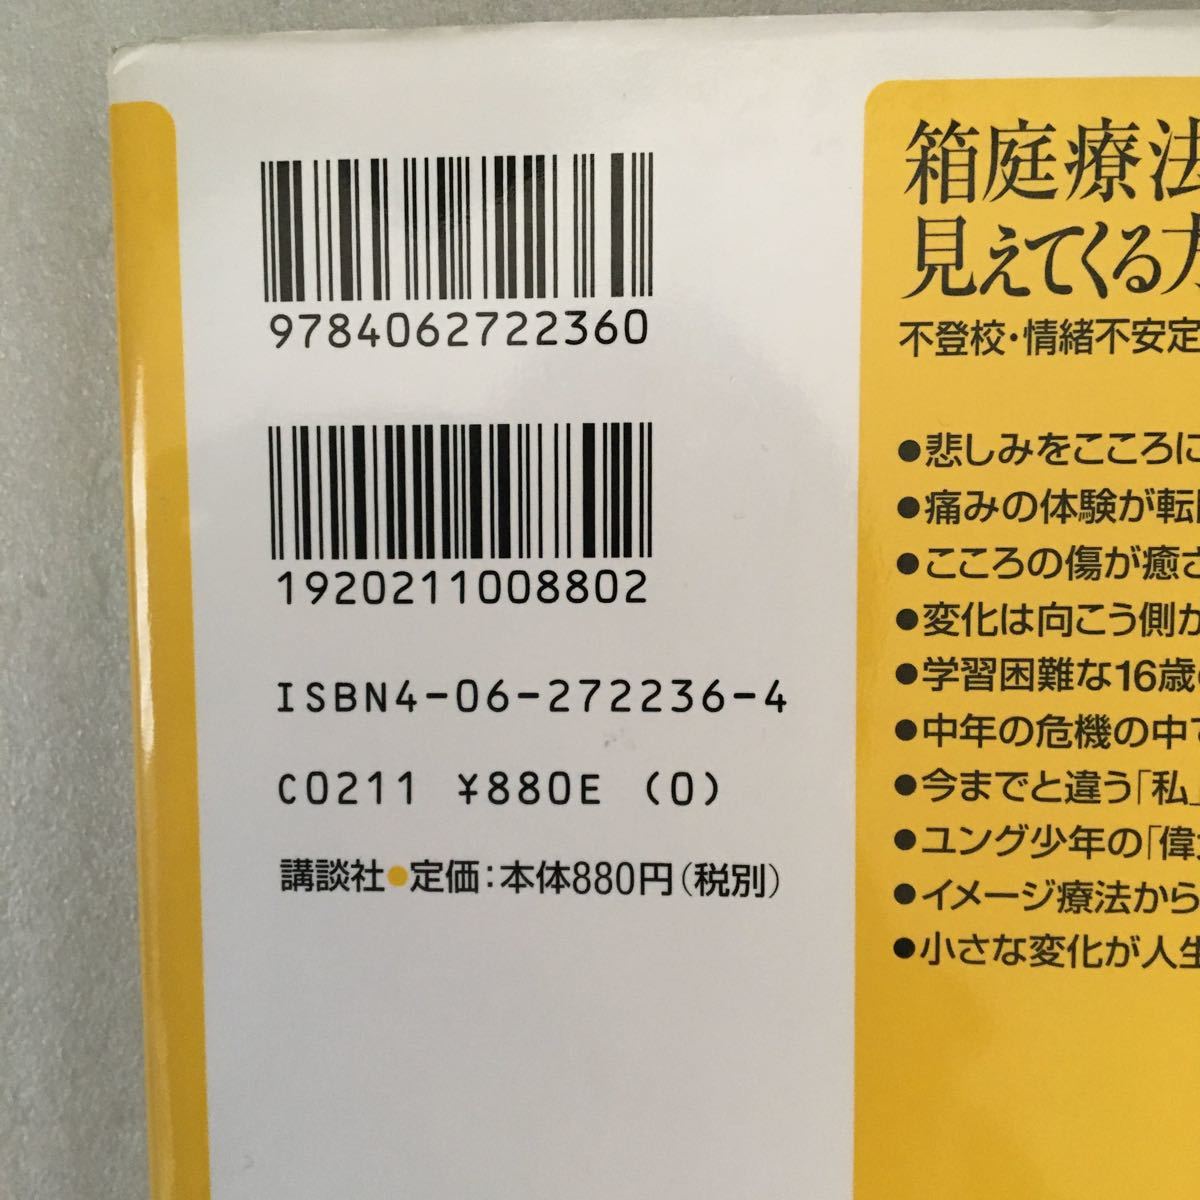 9784062722360
1920211008802
ISBN4-06-272236-4
C0211 ¥880E (0)
講談社●定価：本体880円（税別）
箱庭療法
見えてくる
不登校・情緒不安定
●悲しみをこころに
●痛みの体験が転
●こころの傷が癒さ
●変化は向こう側か
●学習困難な16歳の
●中年の危機の中で
●今までと違う「私」
●ユング少年の「偉
●イメージ療法から
●小さな変化が人生